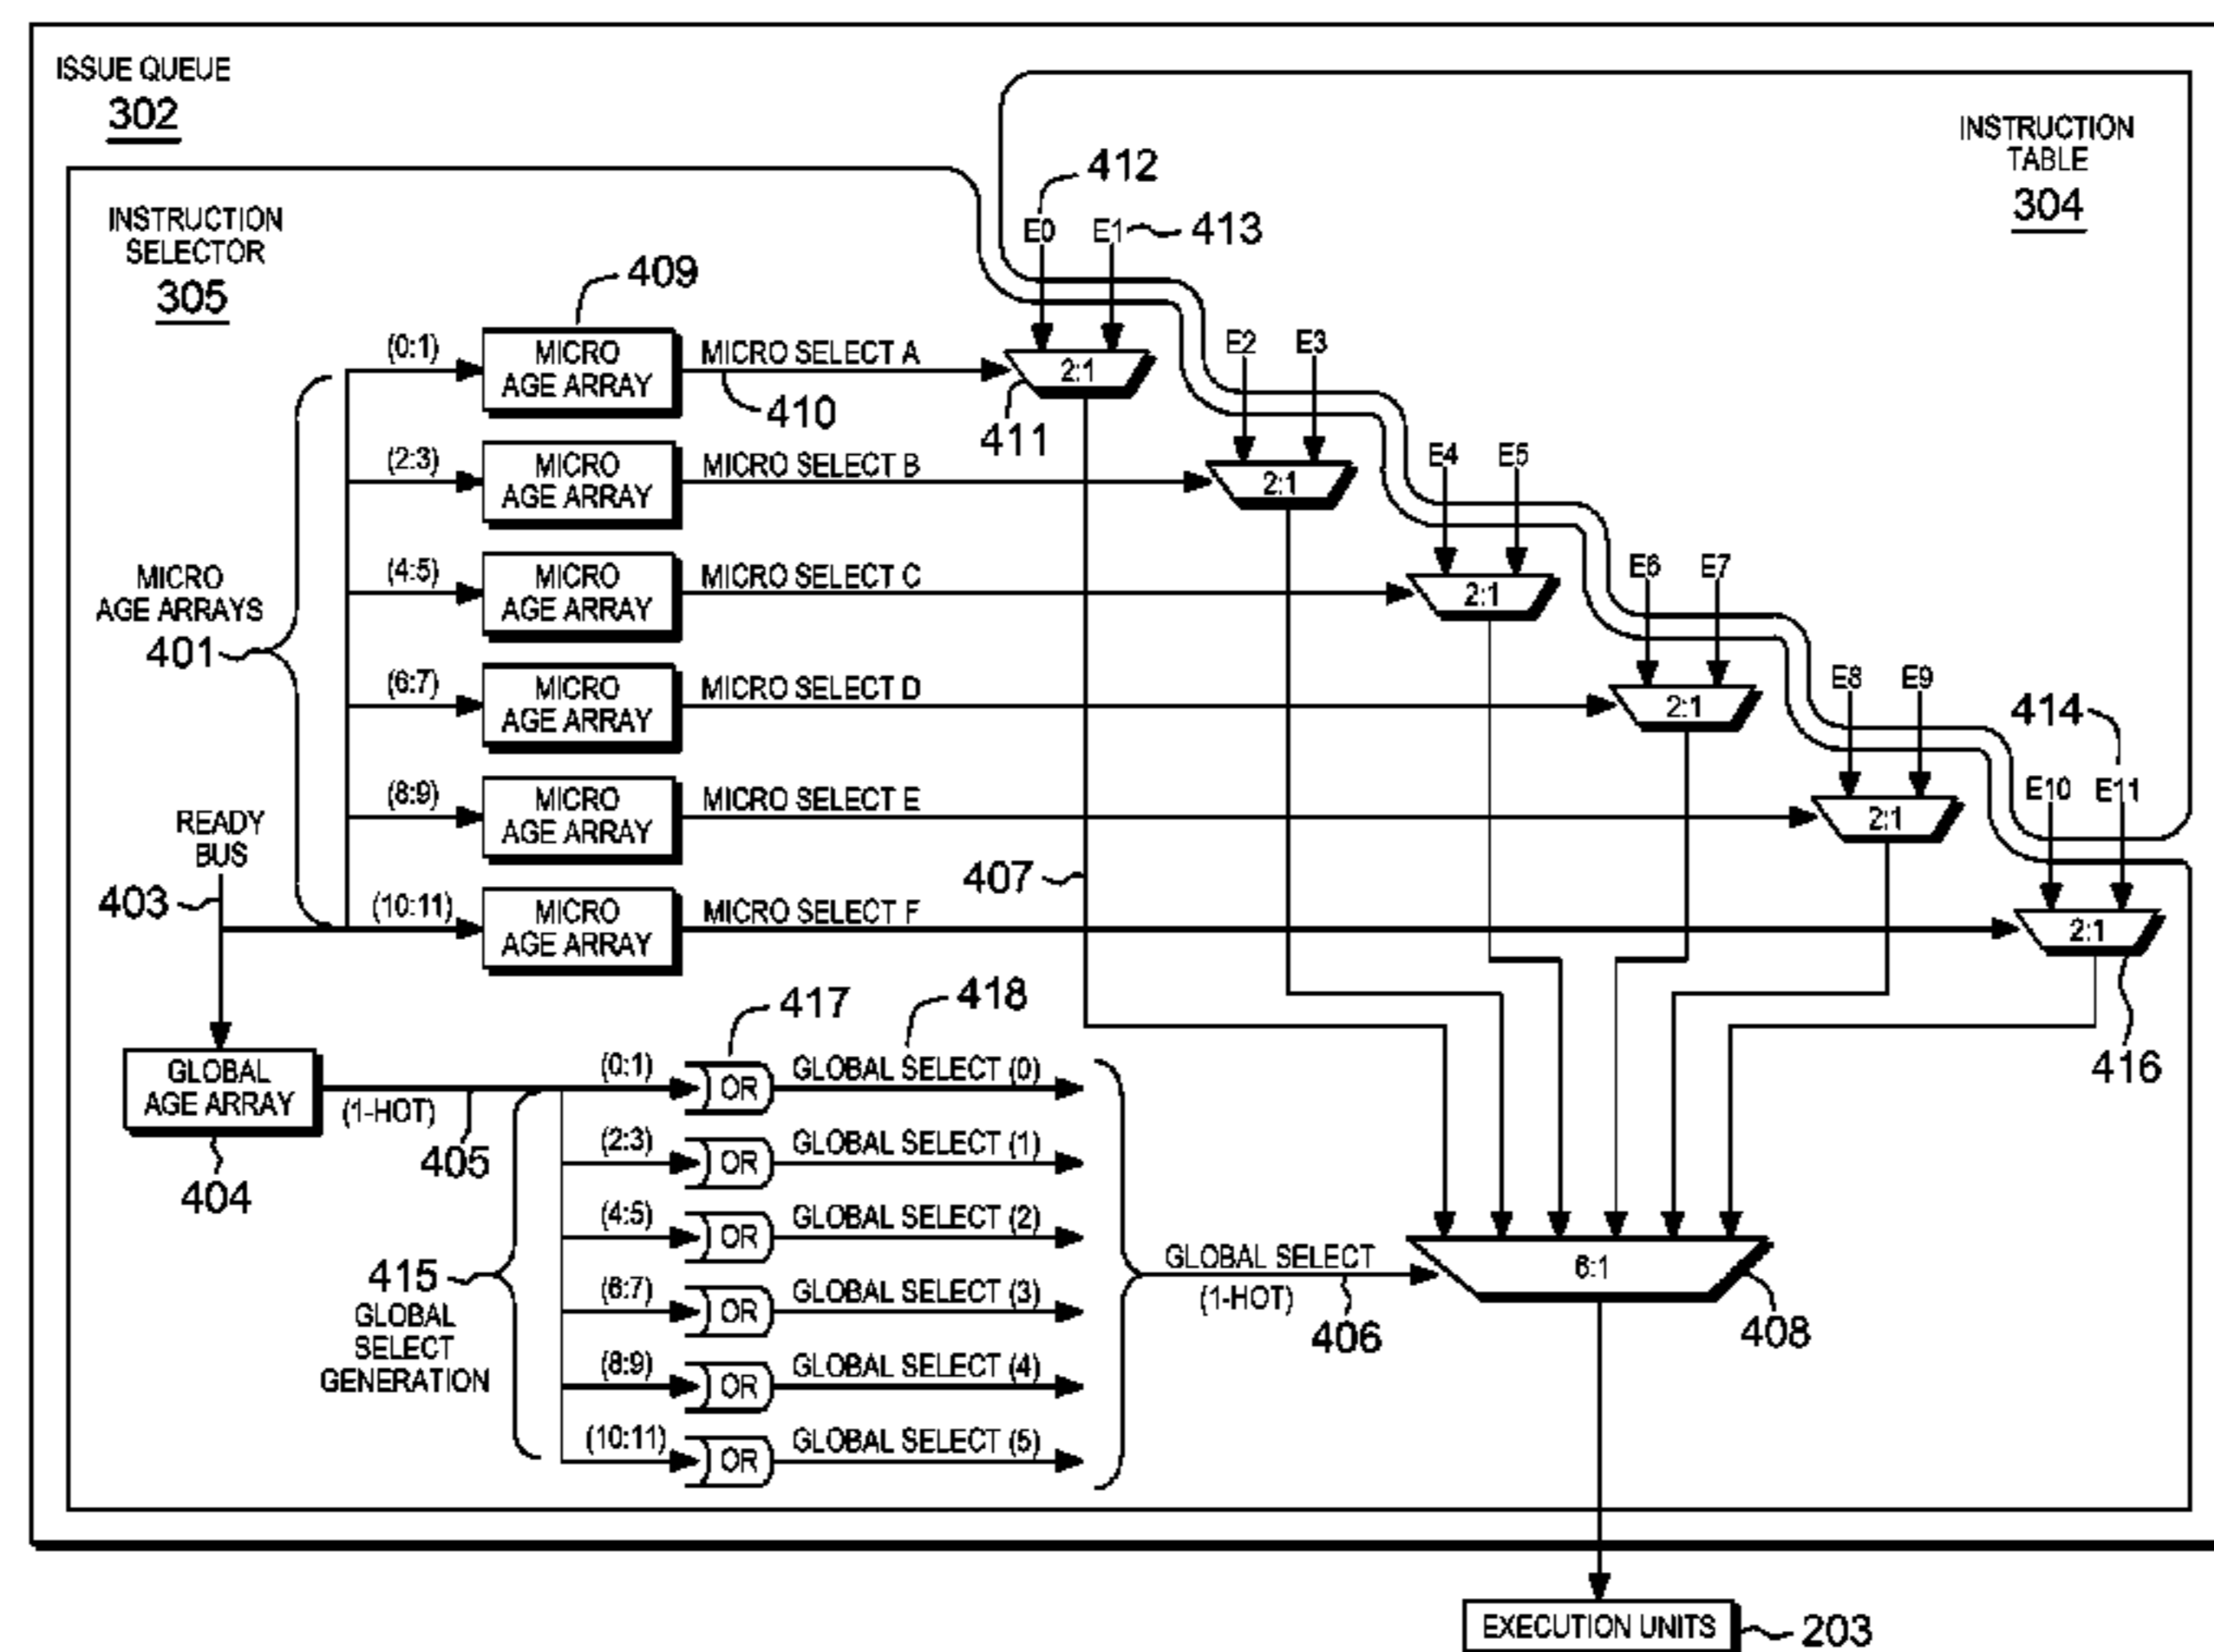 ISSUE QUEUE
302
INSTRUCTION
TABLE
304
INSTRUCTION
SELECTOR
305
412
E0
E1
413
409
(0:1)
MICRO
AGE ARRAY
MICRO SELECT A
410
2:1
411
E2
E3
(2:3)
MICRO
AGE ARRAY
MICRO SELECT B
2:1
E4
E5
(4:5)
MICRO
AGE ARRAY
MICRO SELECT C
2:1
MICRO
AGE ARRAYS
401
E6
E7
(6:7)
MICRO
AGE ARRAY
MICRO SELECT D
2:1
E8
E9
(8:9)
MICRO
AGE ARRAY
MICRO SELECT E
2:1
414
E10
E11
READY
BUS
403
407
(10:11)
MICRO
AGE ARRAY
MICRO SELECT F
2:1
416
417
418
GLOBAL
AGE ARRAY
404
(1-HOT)
405
(0:1)
OR
GLOBAL SELECT (0)
(2:3)
OR
GLOBAL SELECT (1)
(4:5)
OR
GLOBAL SELECT (2)
415
GLOBAL
SELECT
GENERATION
(6:7)
OR
GLOBAL SELECT (3)
(8:9)
OR
GLOBAL SELECT (4)
(10:11)
OR
GLOBAL SELECT (5)
GLOBAL SELECT
(1-HOT)
406
6:1
408
EXECUTION UNITS
203